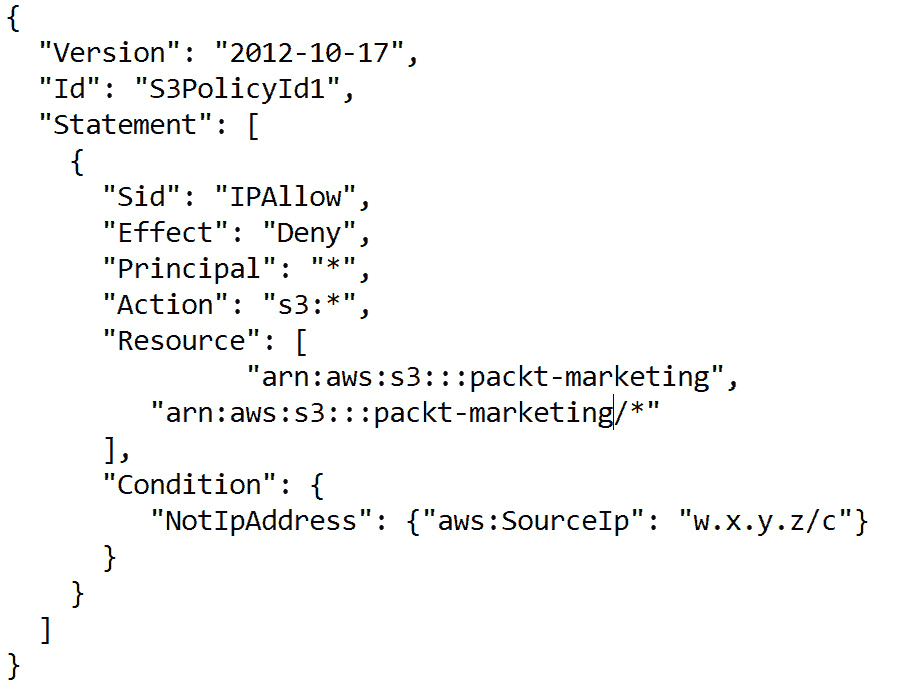 {
  "Version": "2012-10-17",
  "Id": "S3PolicyId1",
  "Statement": [
    {
      "Sid": "IPAllow",
      "Effect": "Deny",
      "Principal": "*",
      "Action": "s3:*",
      "Resource": [
               "arn:aws:s3:::packt-marketing",
         "arn:aws:s3:::packt-marketing/*"
      ],
      "Condition": {
         "NotIpAddress": {"aws:SourceIp": "w.x.y.z/c"}
      }
    }
  ]
}